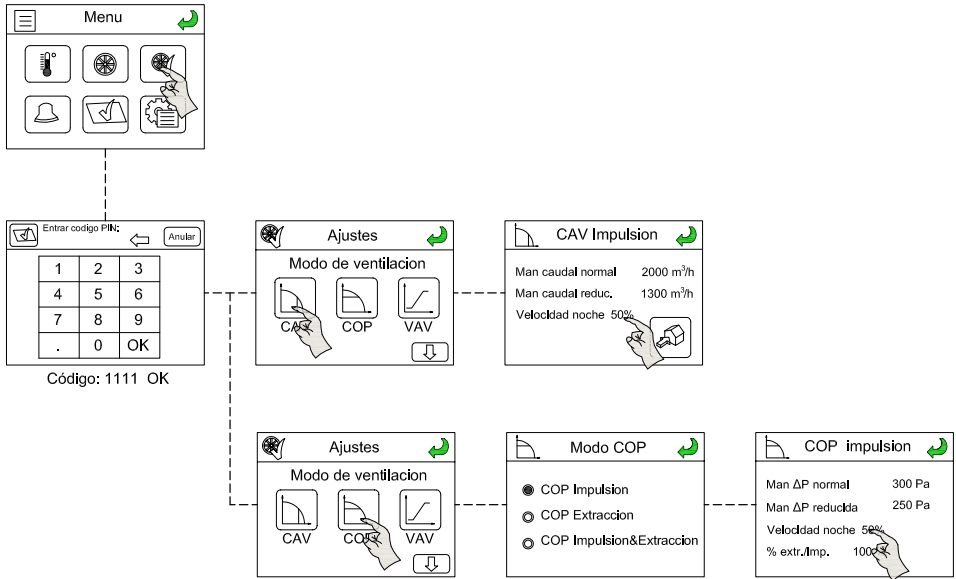 Menu
Entrar codigo PIN:
Anular
1 2 3
4 5 6
7 8 9
. 0 OK
Código: 1111 OK
Ajustes
Modo de ventilacion
CAV COP VAV
CAV Impulsion
Man caudal normal 2000 m³/h
Man caudal reduc. 1300 m³/h
Velocidad noche 50%
Ajustes
Modo de ventilacion
CAV COP VAV
Modo COP
COP Impulsion
COP Extraccion
COP Impulsion&Extraccion
COP impulsion
Man ΔP normal 300 Pa
Man ΔP reducida 250 Pa
Velocidad noche 50%
% extr./Imp. 100